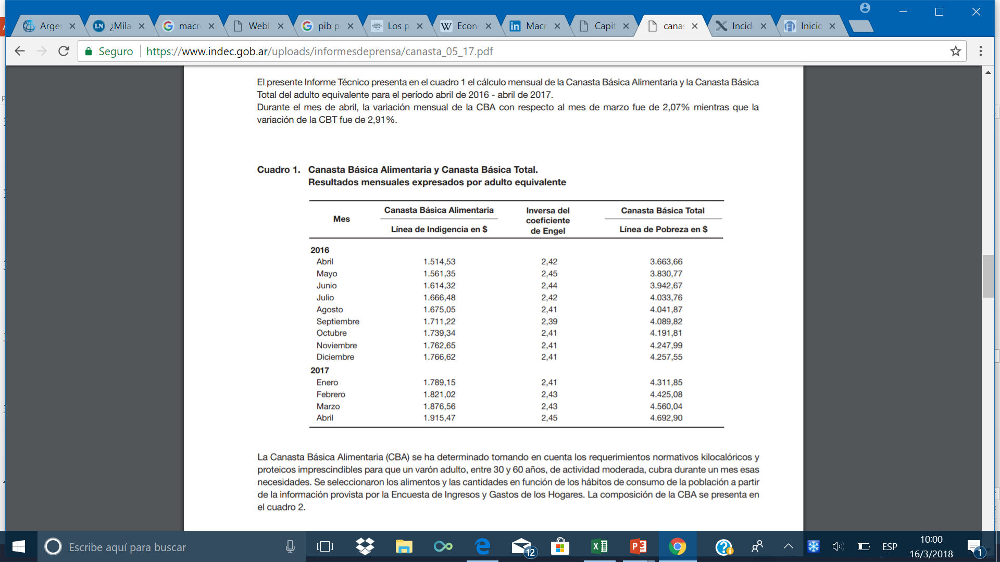 Arger
¿Mila
macr
Webl
pib p
Los p
Econ
Macr
Capit
canas
Incid
Inicio
Seguro https://www.indec.gob.ar/uploads/informesdeprensa/canasta_05_17.pdf
El presente Informe Técnico presenta en el cuadro 1 el cálculo mensual de la Canasta Básica Alimentaria y la Canasta Básica
Total del adulto equivalente para el período abril de 2016 - abril de 2017.
Durante el mes de abril, la variación mensual de la CBA con respecto al mes de marzo fue de 2,07% mientras que la
variación de la CBT fue de 2,91%.
Cuadro 1. Canasta Básica Alimentaria y Canasta Básica Total.
Resultados mensuales expresados por adulto equivalente
Mes
Canasta Básica Alimentaria
Línea de Indigencia en $
Inversa del
coeficiente
de Engel
Canasta Básica Total
Línea de Pobreza en $
2016
Abril 1.514,53 2,42 3.663,66
Mayo 1.561,35 2,45 3.830,77
Junio 1.614,32 2,44 3.942,67
Julio 1.666,48 2,42 4.033,76
Agosto 1.675,05 2,41 4.041,87
Septiembre 1.711,22 2,39 4.089,82
Octubre 1.739,34 2,41 4.191,81
Noviembre 1.762,65 2,41 4.247,99
Diciembre 1.766,62 2,41 4.257,55
2017
Enero 1.789,15 2,41 4.311,85
Febrero 1.821,02 2,43 4.425,08
Marzo 1.876,56 2,43 4.560,04
Abril 1.915,47 2,45 4.692,90
La Canasta Básica Alimentaria (CBA) se ha determinado tomando en cuenta los requerimientos normativos kilocalóricos y
proteicos imprescindibles para que un varón adulto, entre 30 y 60 años, de actividad moderada, cubra durante un mes esas
necesidades. Se seleccionaron los alimentos y las cantidades en función de los hábitos de consumo de la población a partir
de la información provista por la Encuesta de Ingresos y Gastos de los Hogares. La composición de la CBA se presenta en
el cuadro 2.
Escribe aquí para buscar
12
ESP
10:00
16/3/2018
1